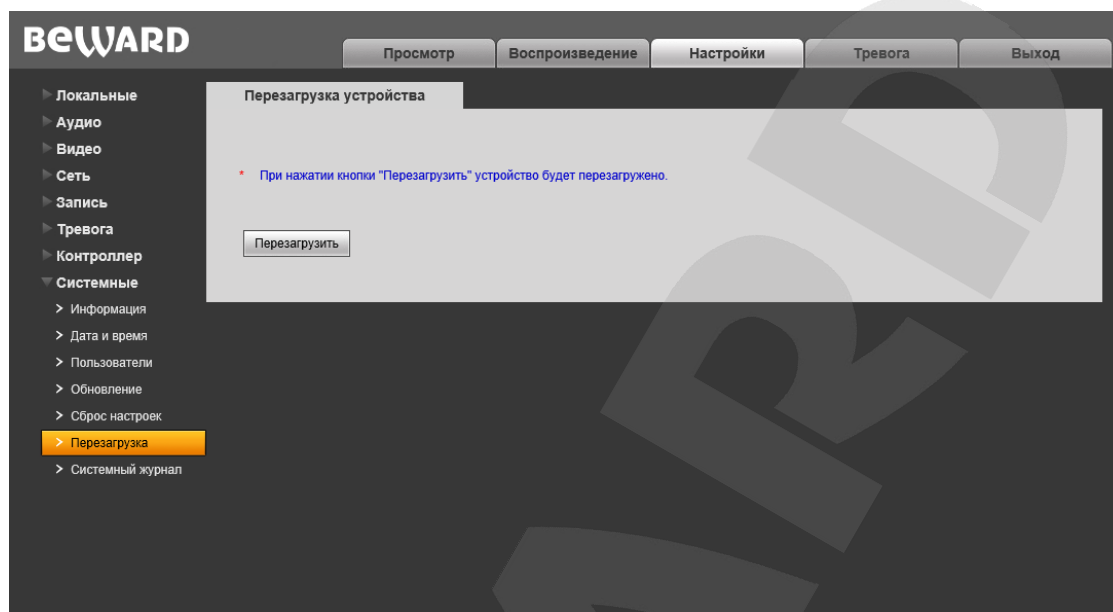 BEWARD
Просмотр
Воспроизведение
Настройки
Тревога
Выход
Локальные
Аудио
Видео
Сеть
Запись
Тревога
Контроллер
Системные
Информация
Дата и время
Пользователи
Обновление
Сброс настроек
Перезагрузка
Системный журнал
Перезагрузка устройства
* При нажатии кнопки "Перезагрузить" устройство будет перезагружено.
Перезагрузить
ARD